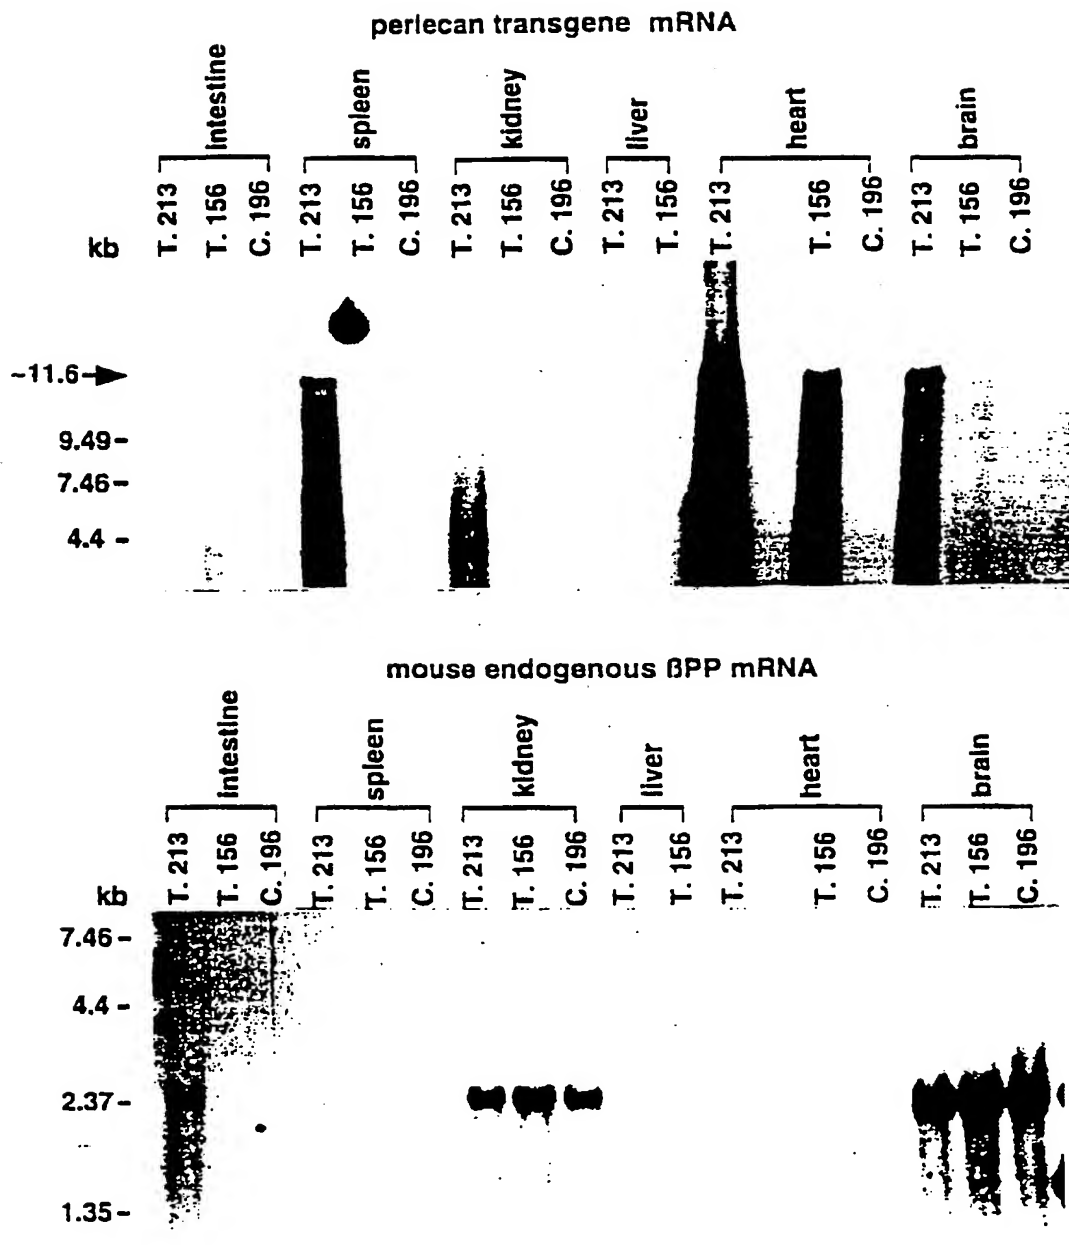 perlecan transgene mRNA
intestine spleen kidney liver heart brain
kb T. 213 T. 156 C. 196 T. 213 T. 156 C. 196 T. 213 T. 156 C. 196 T. 213 T. 156 T. 213 T. 156 C. 196 T. 213 T. 156 C. 196
~11.6
9.49-
7.46-
4.4 -
mouse endogenous βPP mRNA
intestine spleen kidney liver heart brain
kb T. 213 T. 156 C. 196 T. 213 T. 156 C. 196 T. 213 T. 156 C. 196 T. 213 T. 156 T. 213 T. 156 C. 196 T. 213 T. 156 C. 196
7.46-
4.4 -
2.37-
1.35-